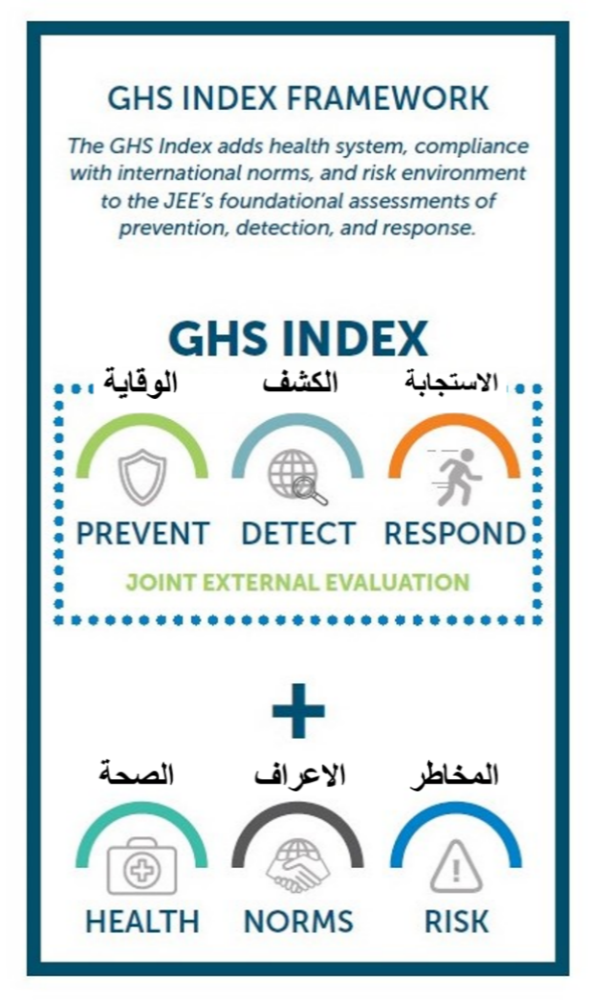 GHS INDEX FRAMEWORK
The GHS Index adds health system, compliance
with international norms, and risk environment
to the JEE's foundational assessments of
prevention, detection, and response.
GHS INDEX
الوقاية الكشف الاستجابة
PREVENT DETECT RESPOND
JOINT EXTERNAL EVALUATION
+
الصحة الاعراف المخاطر
HEALTH NORMS RISK